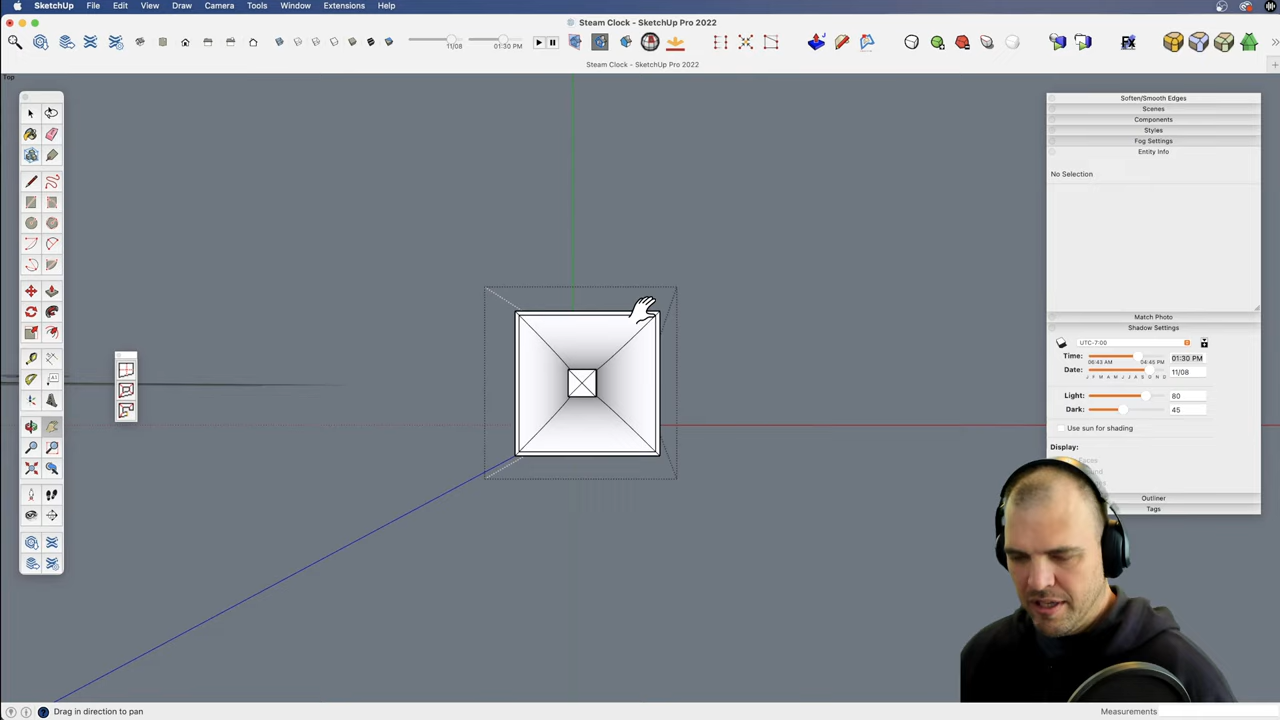 SketchUp File Edit View Draw Camera Tools Window Extensions Help
Steam Clock - SketchUp Pro 2022
11/08 01:30 PM
Steam Clock - SketchUp Pro 2022
Top
Soften/Smooth Edges
Scenes
Components
Styles
Fog Settings
Entity Info
No Selection
Match Photo
Shadow Settings
UTC-7:00
Time: 06:43 AM 04:45 PM 01:30 PM
Date: J F M A M J J A S O N D 11/08
Light: 80
Dark: 45
Use sun for shading
Display:
Outliner
Tags
Drag in direction to pan
Measurements